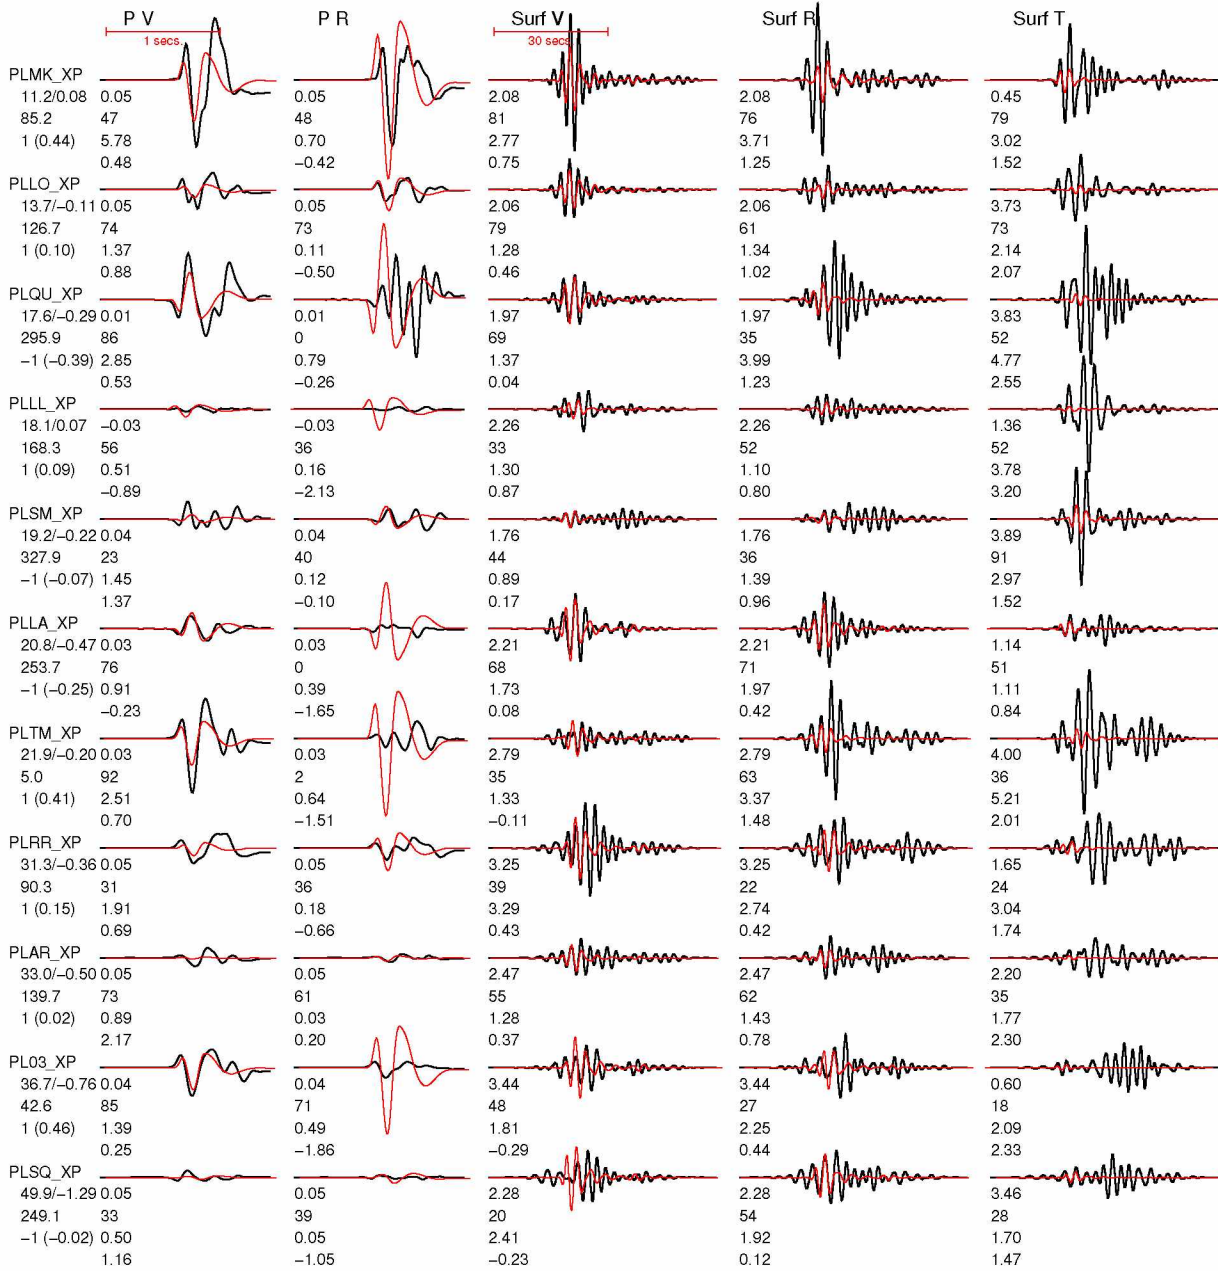 P V P R Surf V Surf R Surf T
1 secs. 30 secs
PLMK_XP
11.2/0.08 0.05 0.05 2.08 2.08 0.45
85.2 47 48 81 76 79
1 (0.44) 5.78 0.70 2.77 3.71 3.02
0.48 −0.42 0.75 1.25 1.52
PLLO_XP
13.7/−0.11 0.05 0.05 2.06 2.06 3.73
126.7 74 73 79 61 73
1 (0.10) 1.37 0.11 1.28 1.34 2.14
0.88 −0.50 0.46 1.02 2.07
PLQU_XP
17.6/−0.29 0.01 0.01 1.97 1.97 3.83
295.9 86 0 69 35 52
−1 (−0.39) 2.85 0.79 1.37 3.99 4.77
0.53 −0.26 0.04 1.23 2.55
PLLL_XP
18.1/0.07 −0.03 −0.03 2.26 2.26 1.36
168.3 56 36 33 52 52
1 (0.09) 0.51 0.16 1.30 1.10 3.78
−0.89 −2.13 0.87 0.80 3.20
PLSM_XP
19.2/−0.22 0.04 0.04 1.76 1.76 3.89
327.9 23 40 44 36 91
−1 (−0.07) 1.45 0.12 0.89 1.39 2.97
1.37 −0.10 0.17 0.96 1.52
PLLA_XP
20.8/−0.47 0.03 0.03 2.21 2.21 1.14
253.7 76 0 68 71 51
−1 (−0.25) 0.91 0.39 1.73 1.97 1.11
−0.23 −1.65 0.08 0.42 0.84
PLTM_XP
21.9/−0.20 0.03 0.03 2.79 2.79 4.00
5.0 92 2 35 63 36
1 (0.41) 2.51 0.64 1.33 3.37 5.21
0.70 −1.51 −0.11 1.48 2.01
PLRR_XP
31.3/−0.36 0.05 0.05 3.25 3.25 1.65
90.3 31 36 39 22 24
1 (0.15) 1.91 0.18 3.29 2.74 3.04
0.69 −0.66 0.43 0.42 1.74
PLAR_XP
33.0/−0.50 0.05 0.05 2.47 2.47 2.20
139.7 73 61 55 62 35
1 (0.02) 0.89 0.03 1.28 1.43 1.77
2.17 0.20 0.37 0.78 2.30
PL03_XP
36.7/−0.76 0.04 0.04 3.44 3.44 0.60
42.6 85 71 48 27 18
1 (0.46) 1.39 0.49 1.81 2.25 2.09
0.25 −1.86 −0.29 0.44 2.33
PLSQ_XP
49.9/−1.29 0.05 0.05 2.28 2.28 3.46
249.1 33 39 20 54 28
−1 (−0.02) 0.50 0.05 2.41 1.92 1.70
1.16 −1.05 −0.23 0.12 1.47